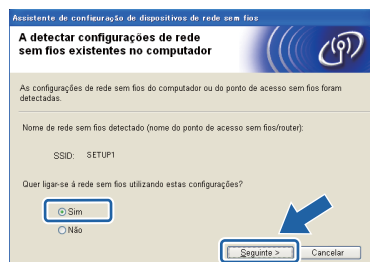 Assistente de configuração de dispositivos de rede sem fios
A detectar configurações de rede
sem fios existentes no computador
As configurações de rede sem fios do computador ou do ponto de acesso sem fios foram
detectadas.
Nome de rede sem fios detectado (nome do ponto de acesso sem fios/router):
SSID: SETUP1
Quer ligar-se á rede sem fios utilizando estas configurações?
Sim
Não
Seguinte > Cancelar